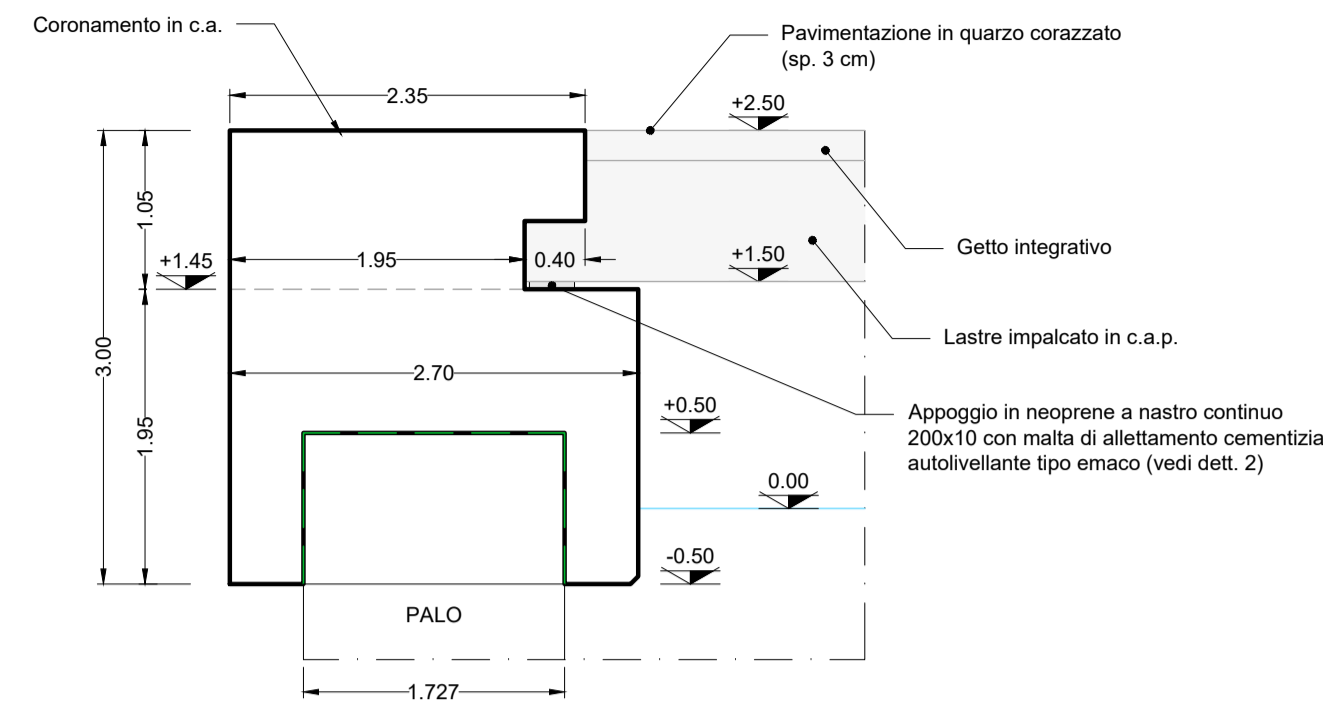 Coronamento in c.a.
Pavimentazione in quarzo corazzato
(sp. 3 cm)
2.35
+2.50
1.05
Getto integrativo
+1.45
1.95
0.40
+1.50
Lastre impalcato in c.a.p.
3.00
2.70
1.95
+0.50
Appoggio in neoprene a nastro continuo
200x10 con malta di allettamento cementizia
autolivellante tipo emaco (vedi dett. 2)
0.00
-0.50
PALO
1.727